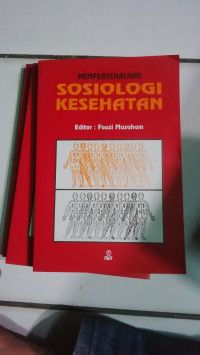 MEMPERKENALKAN
SOSIOLOGI
KESEHATAN
Editor : Fauzi Muzaham